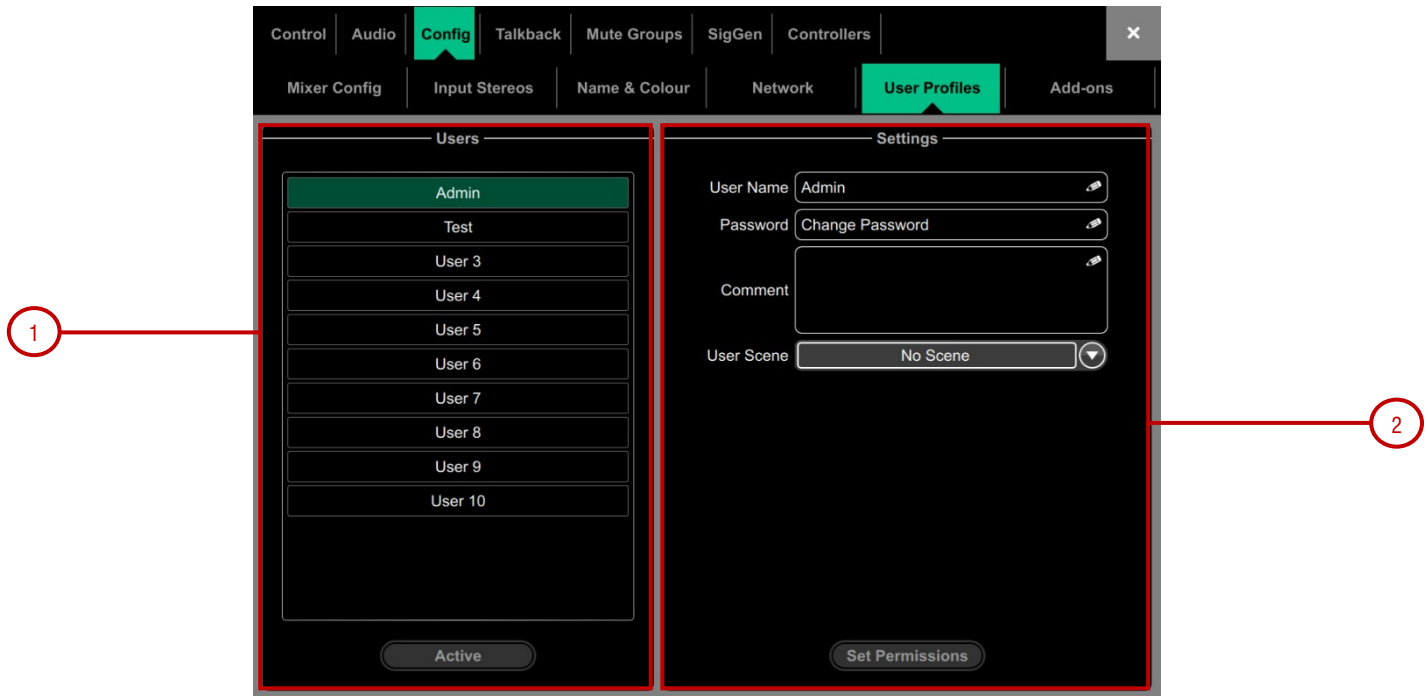 Control Audio Config Talkback Mute Groups SigGen Controllers ×
Mixer Config Input Stereos Name & Colour Network User Profiles Add-ons
Users
Admin
Test
User 3
User 4
User 5
User 6
User 7
User 8
User 9
User 10
Active
Settings
User Name Admin
Password Change Password
Comment
User Scene No Scene
Set Permissions
1
2